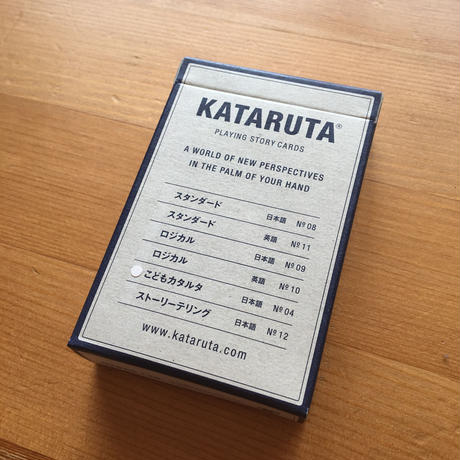 KATARUTA®
PLAYING STORY CARDS
A WORLD OF NEW PERSPECTIVES
IN THE PALM OF YOUR HAND
スタンダード 日本語 Nº 08
スタンダード 英語 Nº 11
ロジカル 日本語 Nº 09
ロジカル 英語 Nº 10
こどもカタルタ 日本語 Nº 04
ストーリーテリング 日本語 Nº 12
www.kataruta.com